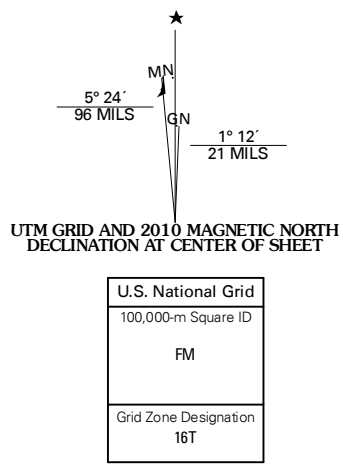 ★
MN
5° 24´
96 MILS
GN
1° 12´
21 MILS
UTM GRID AND 2010 MAGNETIC NORTH
DECLINATION AT CENTER OF SHEET
U.S. National Grid
100,000-m Square ID
FM
Grid Zone Designation
16T